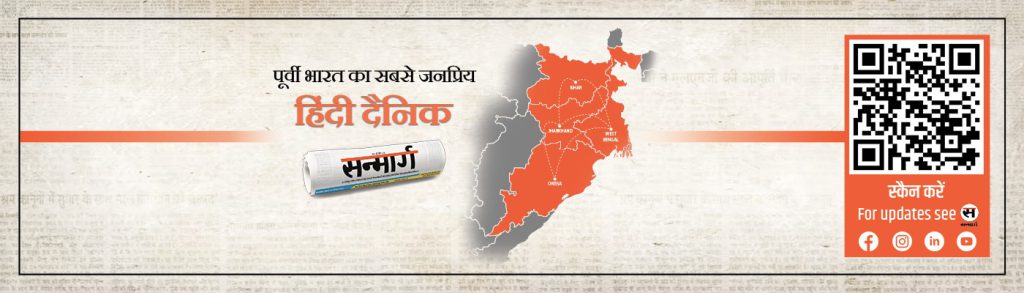 पूर्वी भारत का सबसे जनप्रिय
हिंदी दैनिक
सन्मार्ग
BIHAR
JHARKHAND
WEST
BENGAL
ODISHA
स्कैन करें
For updates see स